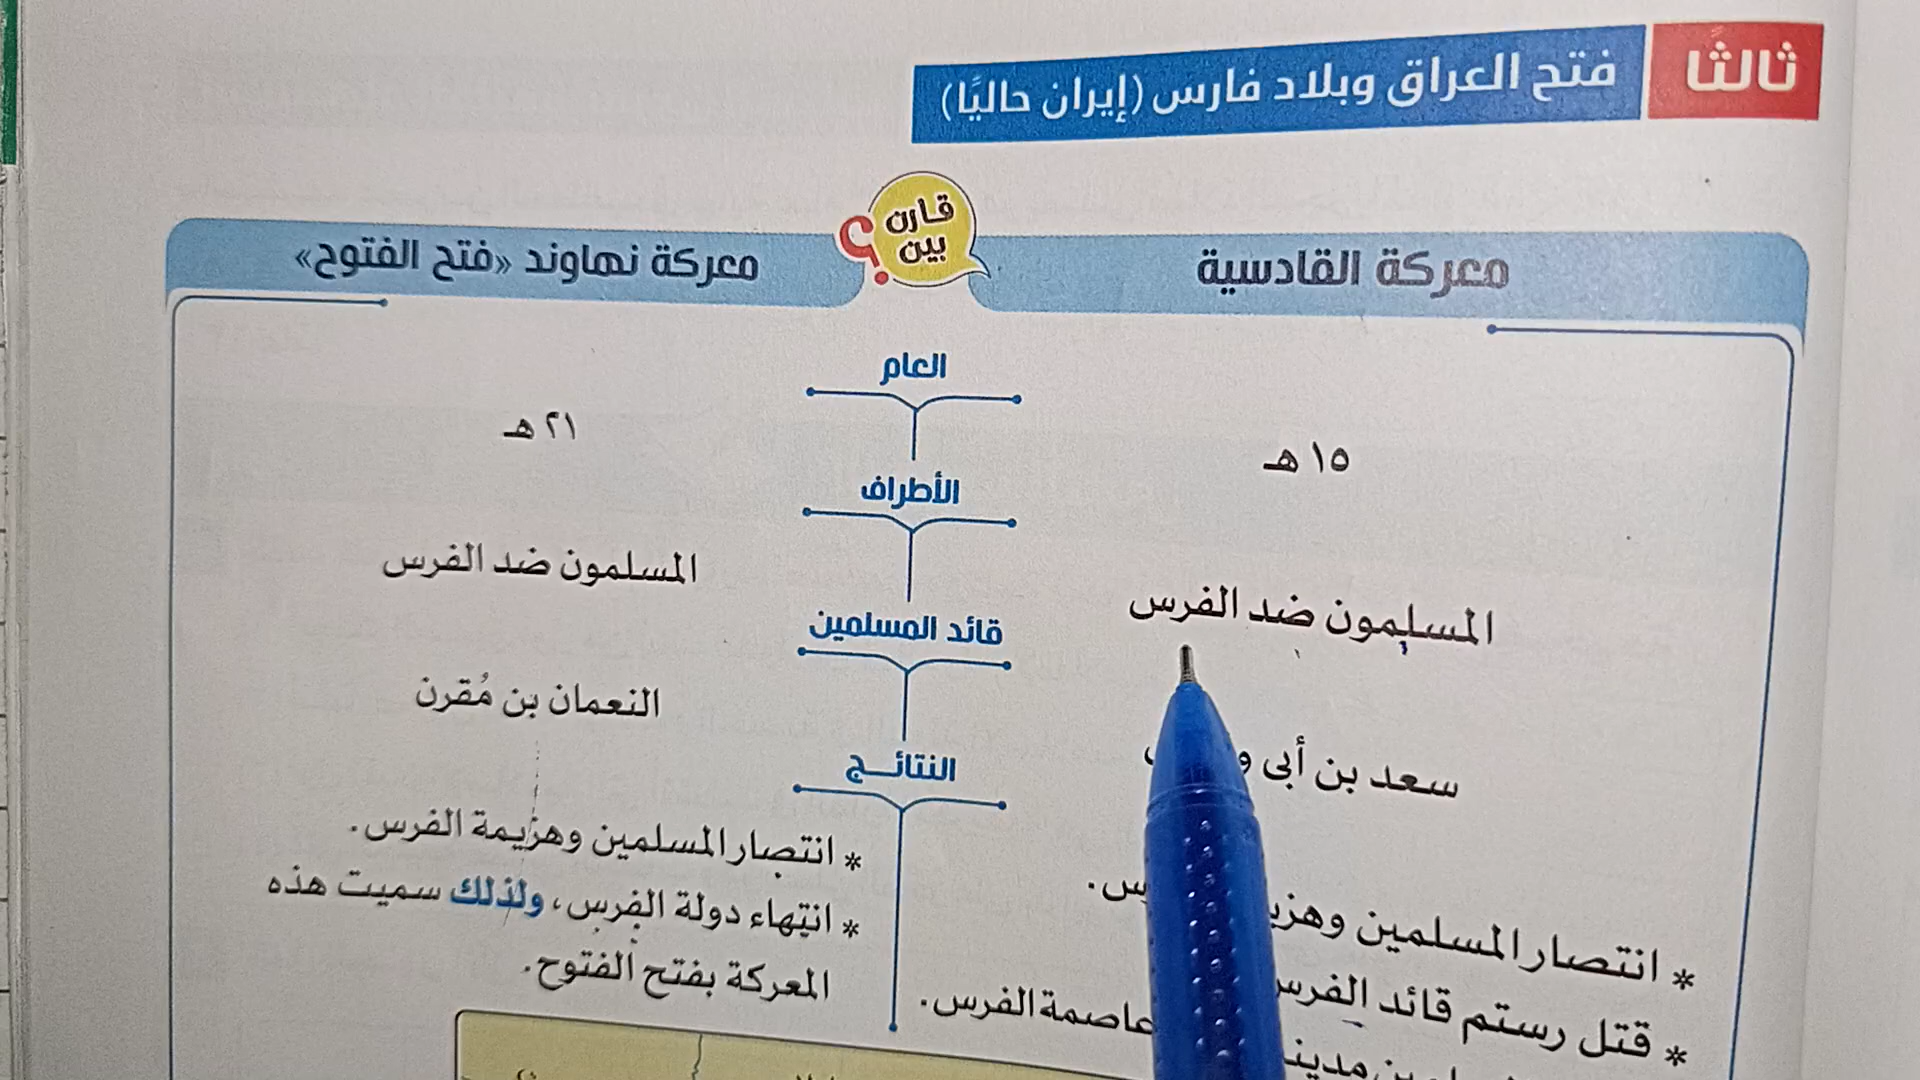 ثالثًا
فتح العراق وبلاد فارس (إيران حاليًا)
قارن
بين
؟
معركة القادسية
معركة نهاوند «فتح الفتوح»
العام
١٥ هـ
٢١ هـ
الأطراف
المسلمون ضد الفرس
المسلمون ضد الفرس
قائد المسلمين
سعد بن أبى
النعمان بن مُقرن
النتائـج
* انتصار المسلمين
* قتل رستم قائد الفرس
عاصمة الفرس.
* انتصار المسلمين وهزيمة الفرس.
* انتهاء دولة الفرس، ولذلك سميت هذه
المعركة بفتح الفتوح.